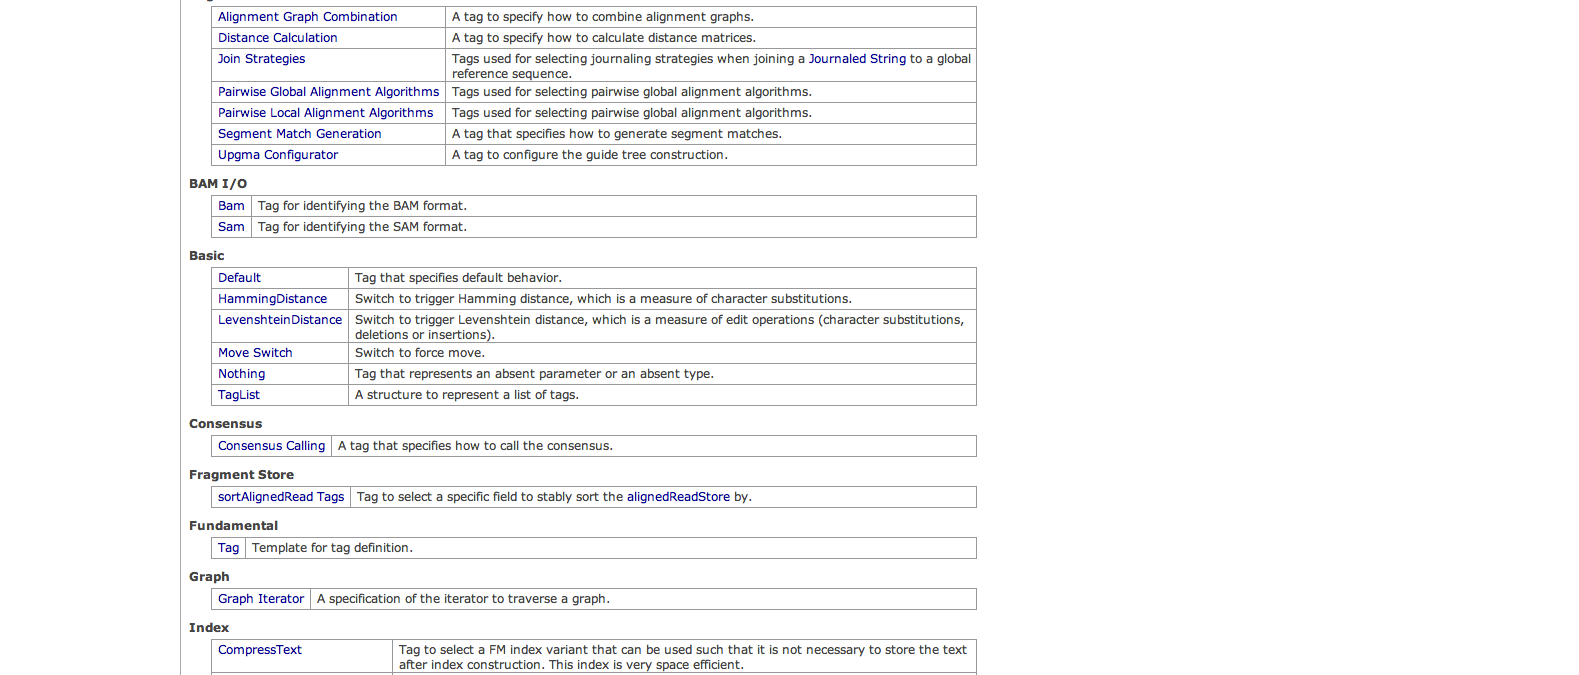 Alignment Graph Combination A tag to specify how to combine alignment graphs.
Distance Calculation A tag to specify how to calculate distance matrices.
Join Strategies Tags used for selecting journaling strategies when joining a Journaled String to a global
reference sequence.
Pairwise Global Alignment Algorithms Tags used for selecting pairwise global alignment algorithms.
Pairwise Local Alignment Algorithms Tags used for selecting pairwise global alignment algorithms.
Segment Match Generation A tag that specifies how to generate segment matches.
Upgma Configurator A tag to configure the guide tree construction.
BAM I/O
Bam Tag for identifying the BAM format.
Sam Tag for identifying the SAM format.
Basic
Default Tag that specifies default behavior.
HammingDistance Switch to trigger Hamming distance, which is a measure of character substitutions.
LevenshteinDistance Switch to trigger Levenshtein distance, which is a measure of edit operations (character substitutions,
deletions or insertions).
Move Switch Switch to force move.
Nothing Tag that represents an absent parameter or an absent type.
TagList A structure to represent a list of tags.
Consensus
Consensus Calling A tag that specifies how to call the consensus.
Fragment Store
sortAlignedRead Tags Tag to select a specific field to stably sort the alignedReadStore by.
Fundamental
Tag Template for tag definition.
Graph
Graph Iterator A specification of the iterator to traverse a graph.
Index
CompressText Tag to select a FM index variant that can be used such that it is not necessary to store the text
after index construction. This index is very space efficient.